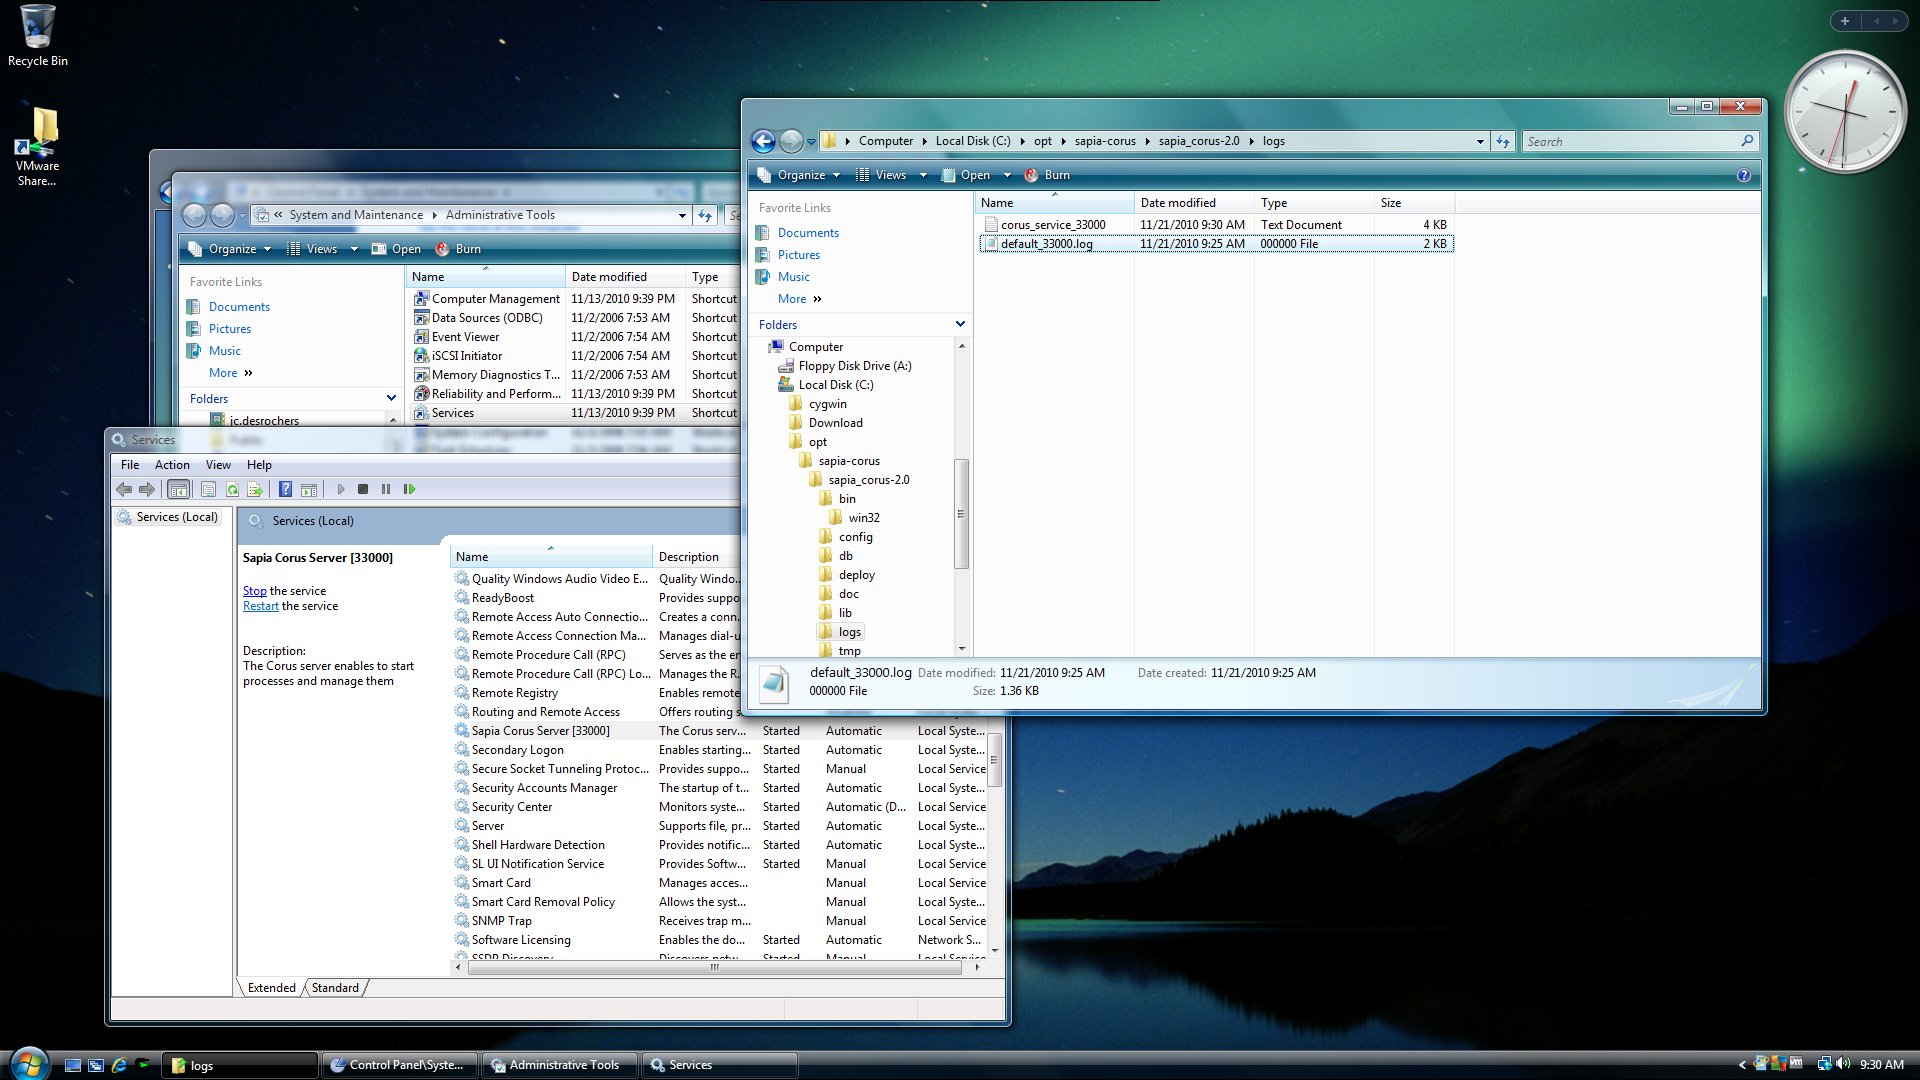 Recycle Bin
VMware
Share...
Computer Local Disk (C:) opt sapia-corus sapia_corus-2.0 logs
Search
Organize Views Open Burn
Favorite Links
Documents
Pictures
Music
More »
Folders
Computer
Floppy Disk Drive (A:)
Local Disk (C:)
cygwin
Download
opt
sapia-corus
sapia_corus-2.0
bin
win32
config
db
deploy
doc
lib
logs
tmp
Name Date modified Type Size
corus_service_33000 11/21/2010 9:30 AM Text Document 4 KB
default_33000.log 11/21/2010 9:25 AM 000000 File 2 KB
default_33000.log Date modified: 11/21/2010 9:25 AM Date created: 11/21/2010 9:25 AM
000000 File Size: 1.36 KB
« System and Maintenance Administrative Tools
Se
Organize Views Open Burn
Favorite Links
Documents
Pictures
Music
More »
Folders
jc.desrochers
Name Date modified Type
Computer Management 11/13/2010 9:39 PM Shortcut
Data Sources (ODBC) 11/2/2006 7:53 AM Shortcut
Event Viewer 11/2/2006 7:54 AM Shortcut
iSCSI Initiator 11/2/2006 7:54 AM Shortcut
Memory Diagnostics T... 11/2/2006 7:53 AM Shortcut
Reliability and Perform... 11/13/2010 9:39 PM Shortcut
Services 11/13/2010 9:39 PM Shortcut
Services
File Action View Help
Services (Local)
Services (Local)
Sapia Corus Server [33000]
Stop the service
Restart the service
Description:
The Corus server enables to start
processes and manage them
Name Description
Quality Windows Audio Video E... Quality Windo...
ReadyBoost Provides suppo
Remote Access Auto Connectio... Creates a conn.
Remote Access Connection Ma... Manages dial-u
Remote Procedure Call (RPC) Serves as the en
Remote Procedure Call (RPC) Lo... Manages the R.
Remote Registry Enables remote
Routing and Remote Access Offers routing s
Sapia Corus Server [33000] The Corus serv... Started Automatic Local Syste...
Secondary Logon Enables starting... Started Automatic Local Syste...
Secure Socket Tunneling Protoc... Provides suppo... Started Manual Local Service
Security Accounts Manager The startup of t... Started Automatic Local Syste...
Security Center Monitors syste... Started Automatic (D... Local Service
Server Supports file, pr... Started Automatic Local Syste...
Shell Hardware Detection Provides notific... Started Automatic Local Syste...
SL UI Notification Service Provides Softw... Started Manual Local Service
Smart Card Manages acces... Manual Local Service
Smart Card Removal Policy Allows the syst... Manual Local Syste...
SNMP Trap Receives trap m... Manual Local Service
Software Licensing Enables the do... Started Automatic Network S...
SSDP Discovery Discovers netw... Started Manual Local Service
Extended Standard
logs Control Panel\Syste... Administrative Tools Services
9:30 AM